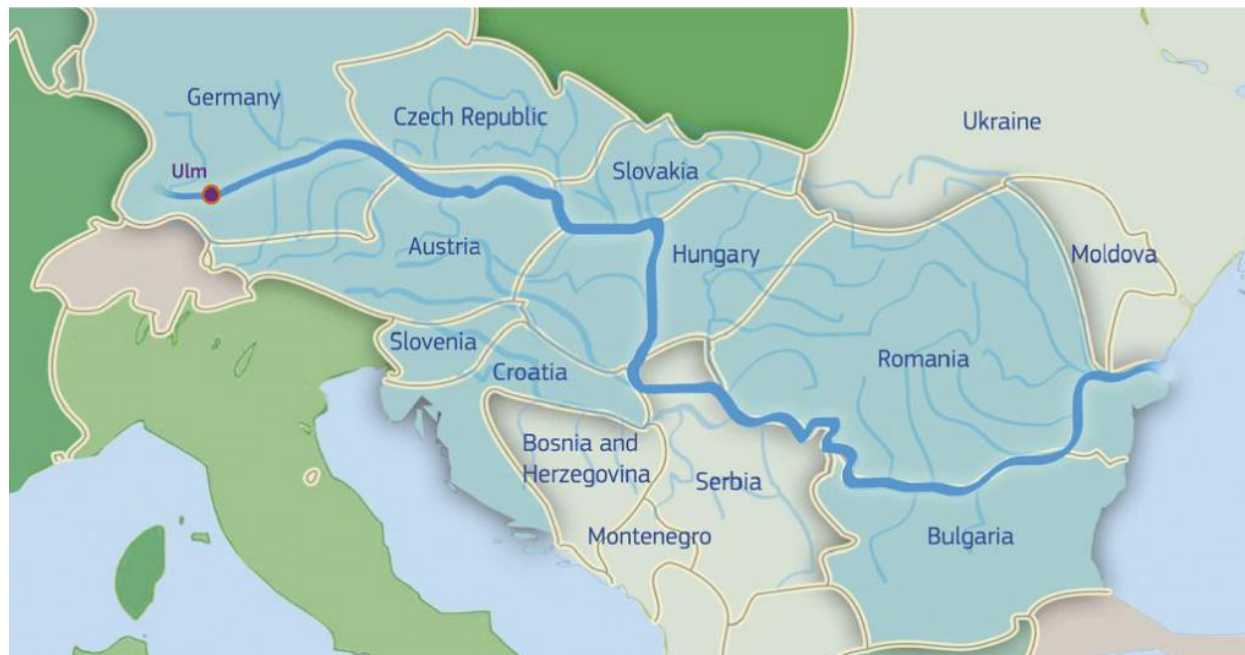 Germany
Czech Republic
Ukraine
Ulm
Slovakia
Austria
Hungary
Moldova
Slovenia
Croatia
Romania
Bosnia and
Herzegovina
Serbia
Montenegro
Bulgaria